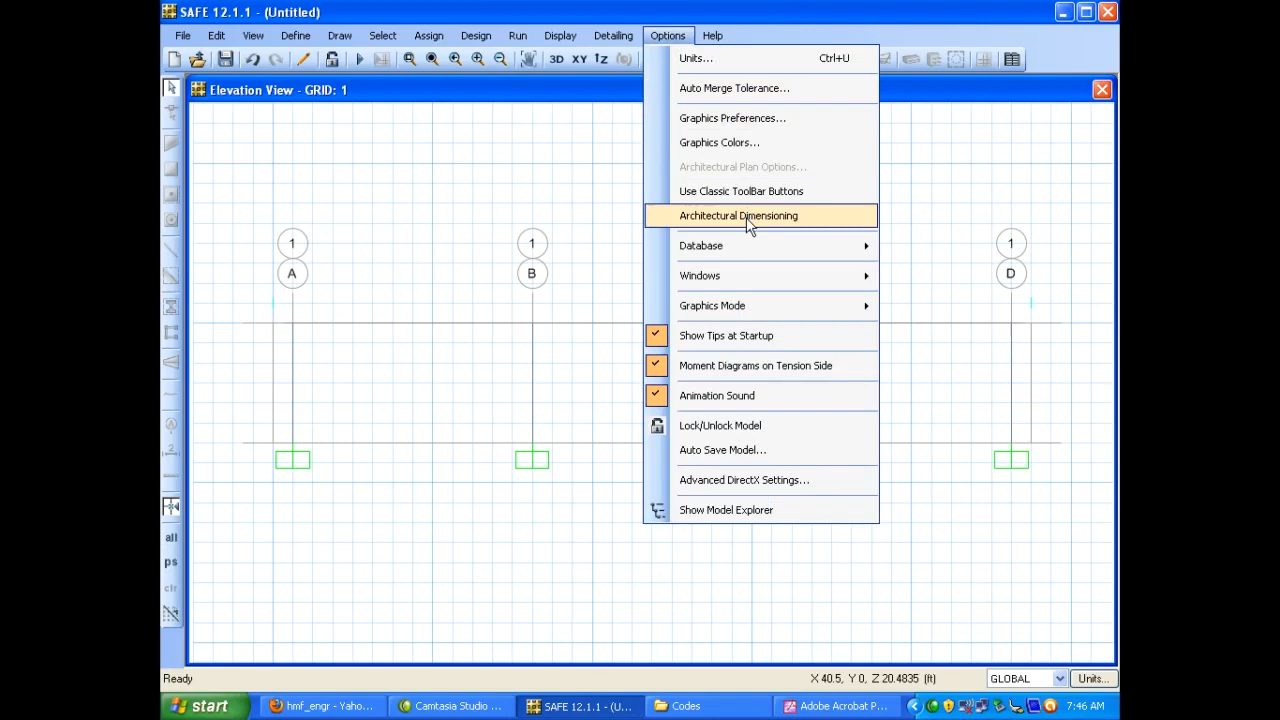 SAFE 12.1.1 - (Untitled)
File Edit View Define Draw Select Assign Design Run Display Detailing Options Help
3D XY
Elevation View - GRID: 1
Units... Ctrl+U
Auto Merge Tolerance...
Graphics Preferences...
Graphics Colors...
Architectural Plan Options...
Use Classic ToolBar Buttons
Architectural Dimensioning
Database
Windows
Graphics Mode
Show Tips at Startup
Moment Diagrams on Tension Side
Animation Sound
Lock/Unlock Model
Auto Save Model...
Advanced DirectX Settings...
Show Model Explorer
1 1 1
A B D
all
ps
clr
Ready X 40.5, Y 0, Z 20.4835 (ft) GLOBAL Units...
start hmf_engr - Yaho... Camtasia Studio ... SAFE 12.1.1 - (U... Codes Adobe Acrobat P... 7:46 AM